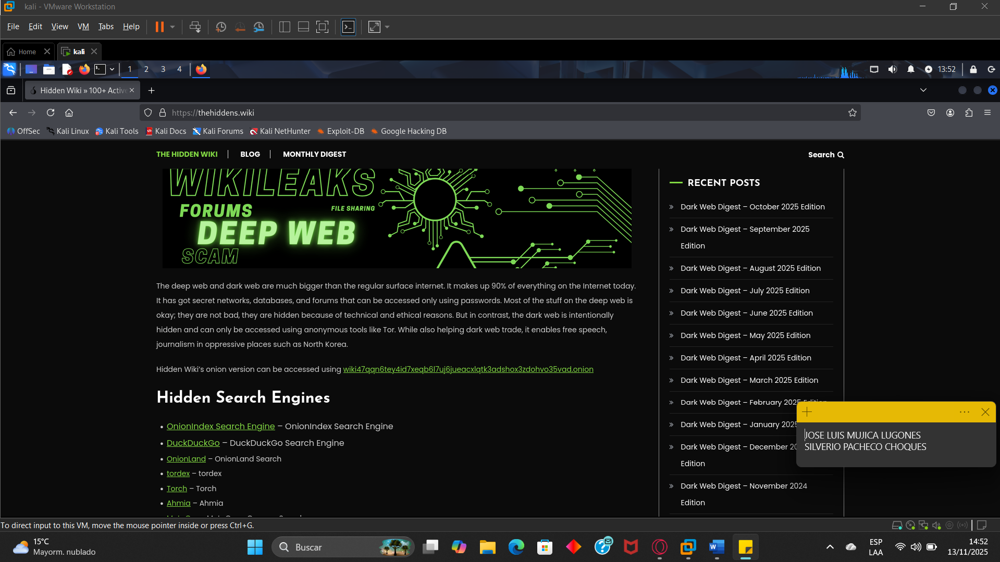 kali - VMware Workstation
File Edit View VM Tabs Help
Home
kali
1 2 3 4
13:52
Hidden Wiki » 100+ Active
https://thehiddens.wiki
OffSec Kali Linux Kali Tools Kali Docs Kali Forums Kali NetHunter Exploit-DB Google Hacking DB
THE HIDDEN WIKI
BLOG
MONTHLY DIGEST
Search
WIKILEAKS
FORUMS
FILE SHARING
DEEP WEB
SCAM
The deep web and dark web are much bigger than the regular surface internet. It makes up 90% of everything on the Internet today.
It has got secret networks, databases, and forums that can be accessed only using passwords. Most of the stuff on the deep web is
okay; they are not bad, they are hidden because of technical and ethical reasons. But in contrast, the dark web is intentionally
hidden and can only be accessed using anonymous tools like Tor. While also helping dark web trade, it enables free speech,
journalism in oppressive places such as North Korea.
Hidden Wiki's onion version can be accessed using wiki47qqn6tey4id7xeqb6l7uj6jueacxlqtk3adshox3zdohvo35vad.onion
Hidden Search Engines
• OnionIndex Search Engine – OnionIndex Search Engine
• DuckDuckGo – DuckDuckGo Search Engine
• OnionLand – OnionLand Search
• tordex – tordex
• Torch – Torch
• Ahmia – Ahmia
RECENT POSTS
Dark Web Digest – October 2025 Edition
Dark Web Digest – September 2025
Edition
Dark Web Digest – August 2025 Edition
Dark Web Digest – July 2025 Edition
Dark Web Digest – June 2025 Edition
Dark Web Digest – May 2025 Edition
Dark Web Digest – April 2025 Edition
Dark Web Digest – March 2025 Edition
Dark Web Digest – February 2025 Edition
Dark Web Digest – January 2025
Dark Web Digest – December
Edition
Dark Web Digest – November 2024
Edition
JOSE LUIS MUJICA LUGONES
SILVERIO PACHECO CHOQUES
To direct input to this VM, move the mouse pointer inside or press Ctrl+G.
15°C
Mayorm. nublado
Buscar
ESP
LAA
14:52
13/11/2025